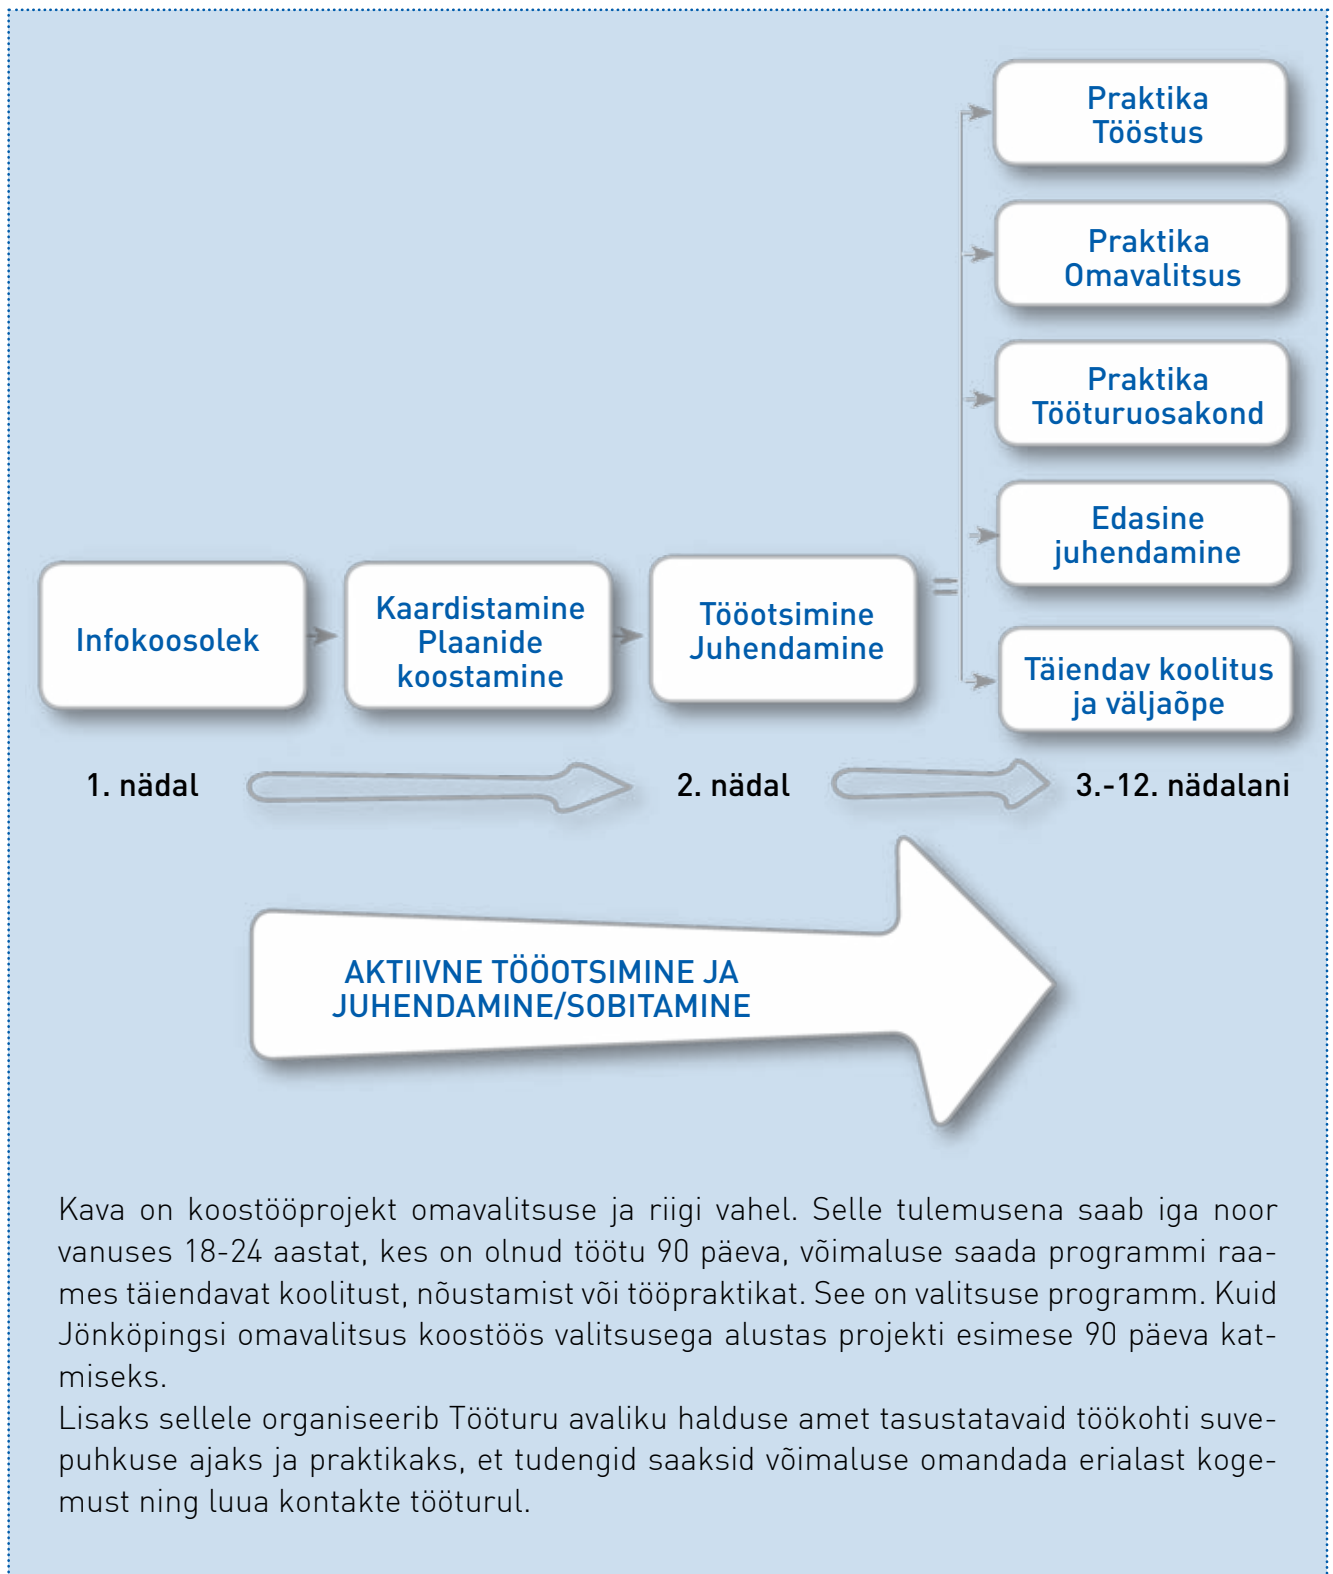 Praktika
Tööstus
Praktika
Omavalitsus
Praktika
Tööturuosakond
Edasine
juhendamine
Infokoosolek
Kaardistamine
Plaanide
koostamine
Tööotsimine
Juhendamine
Täiendav koolitus
ja väljaõpe
1. nädal
2. nädal
3.-12. nädalani
AKTIIVNE TÖÖOTSIMINE JA
JUHENDAMINE/SOBITAMINE
Kava on koostööprojekt omavalitsuse ja riigi vahel. Selle tulemusena saab iga noor
vanuses 18-24 aastat, kes on olnud töötu 90 päeva, võimaluse saada programmi raa-
mes täiendavat koolitust, nõustamist või tööpraktikat. See on valitsuse programm. Kuid
Jönköpingsi omavalitsus koostöös valitsusega alustas projekti esimese 90 päeva kat-
miseks.
Lisaks sellele organiseerib Tööturu avaliku halduse amet tasustatavaid töökohti suve-
puhkuse ajaks ja praktikaks, et tudengid saaksid võimaluse omandada erialast koge-
must ning luua kontakte tööturul.